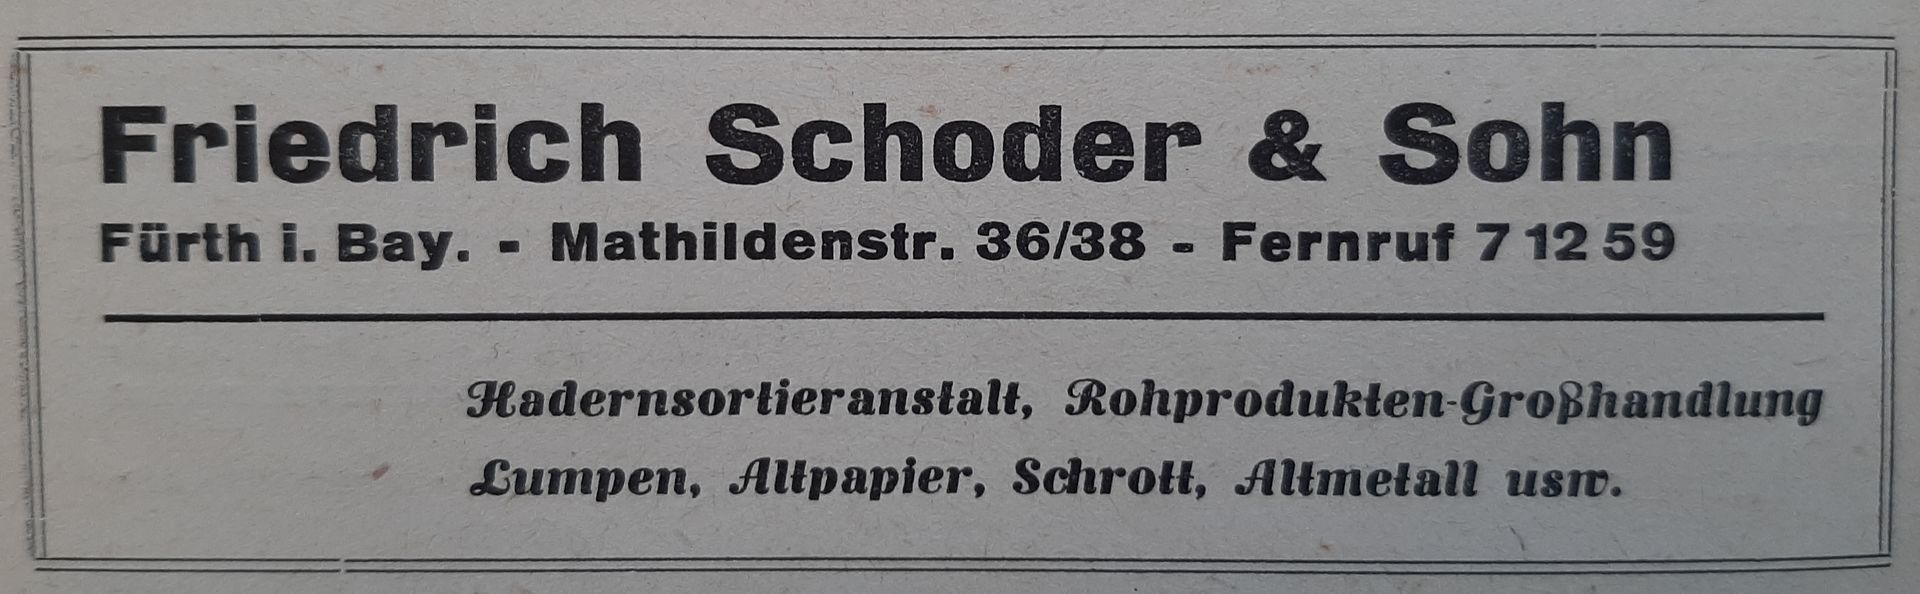 Friedrich Schoder & Sohn
Fürth i. Bay. - Mathildenstr. 36/38 - Fernruf 7 12 59
Hadernsortieranstalt, Rohprodukten-Großhandlung
Lumpen, Altpapier, Schrott, Altmetall usw.